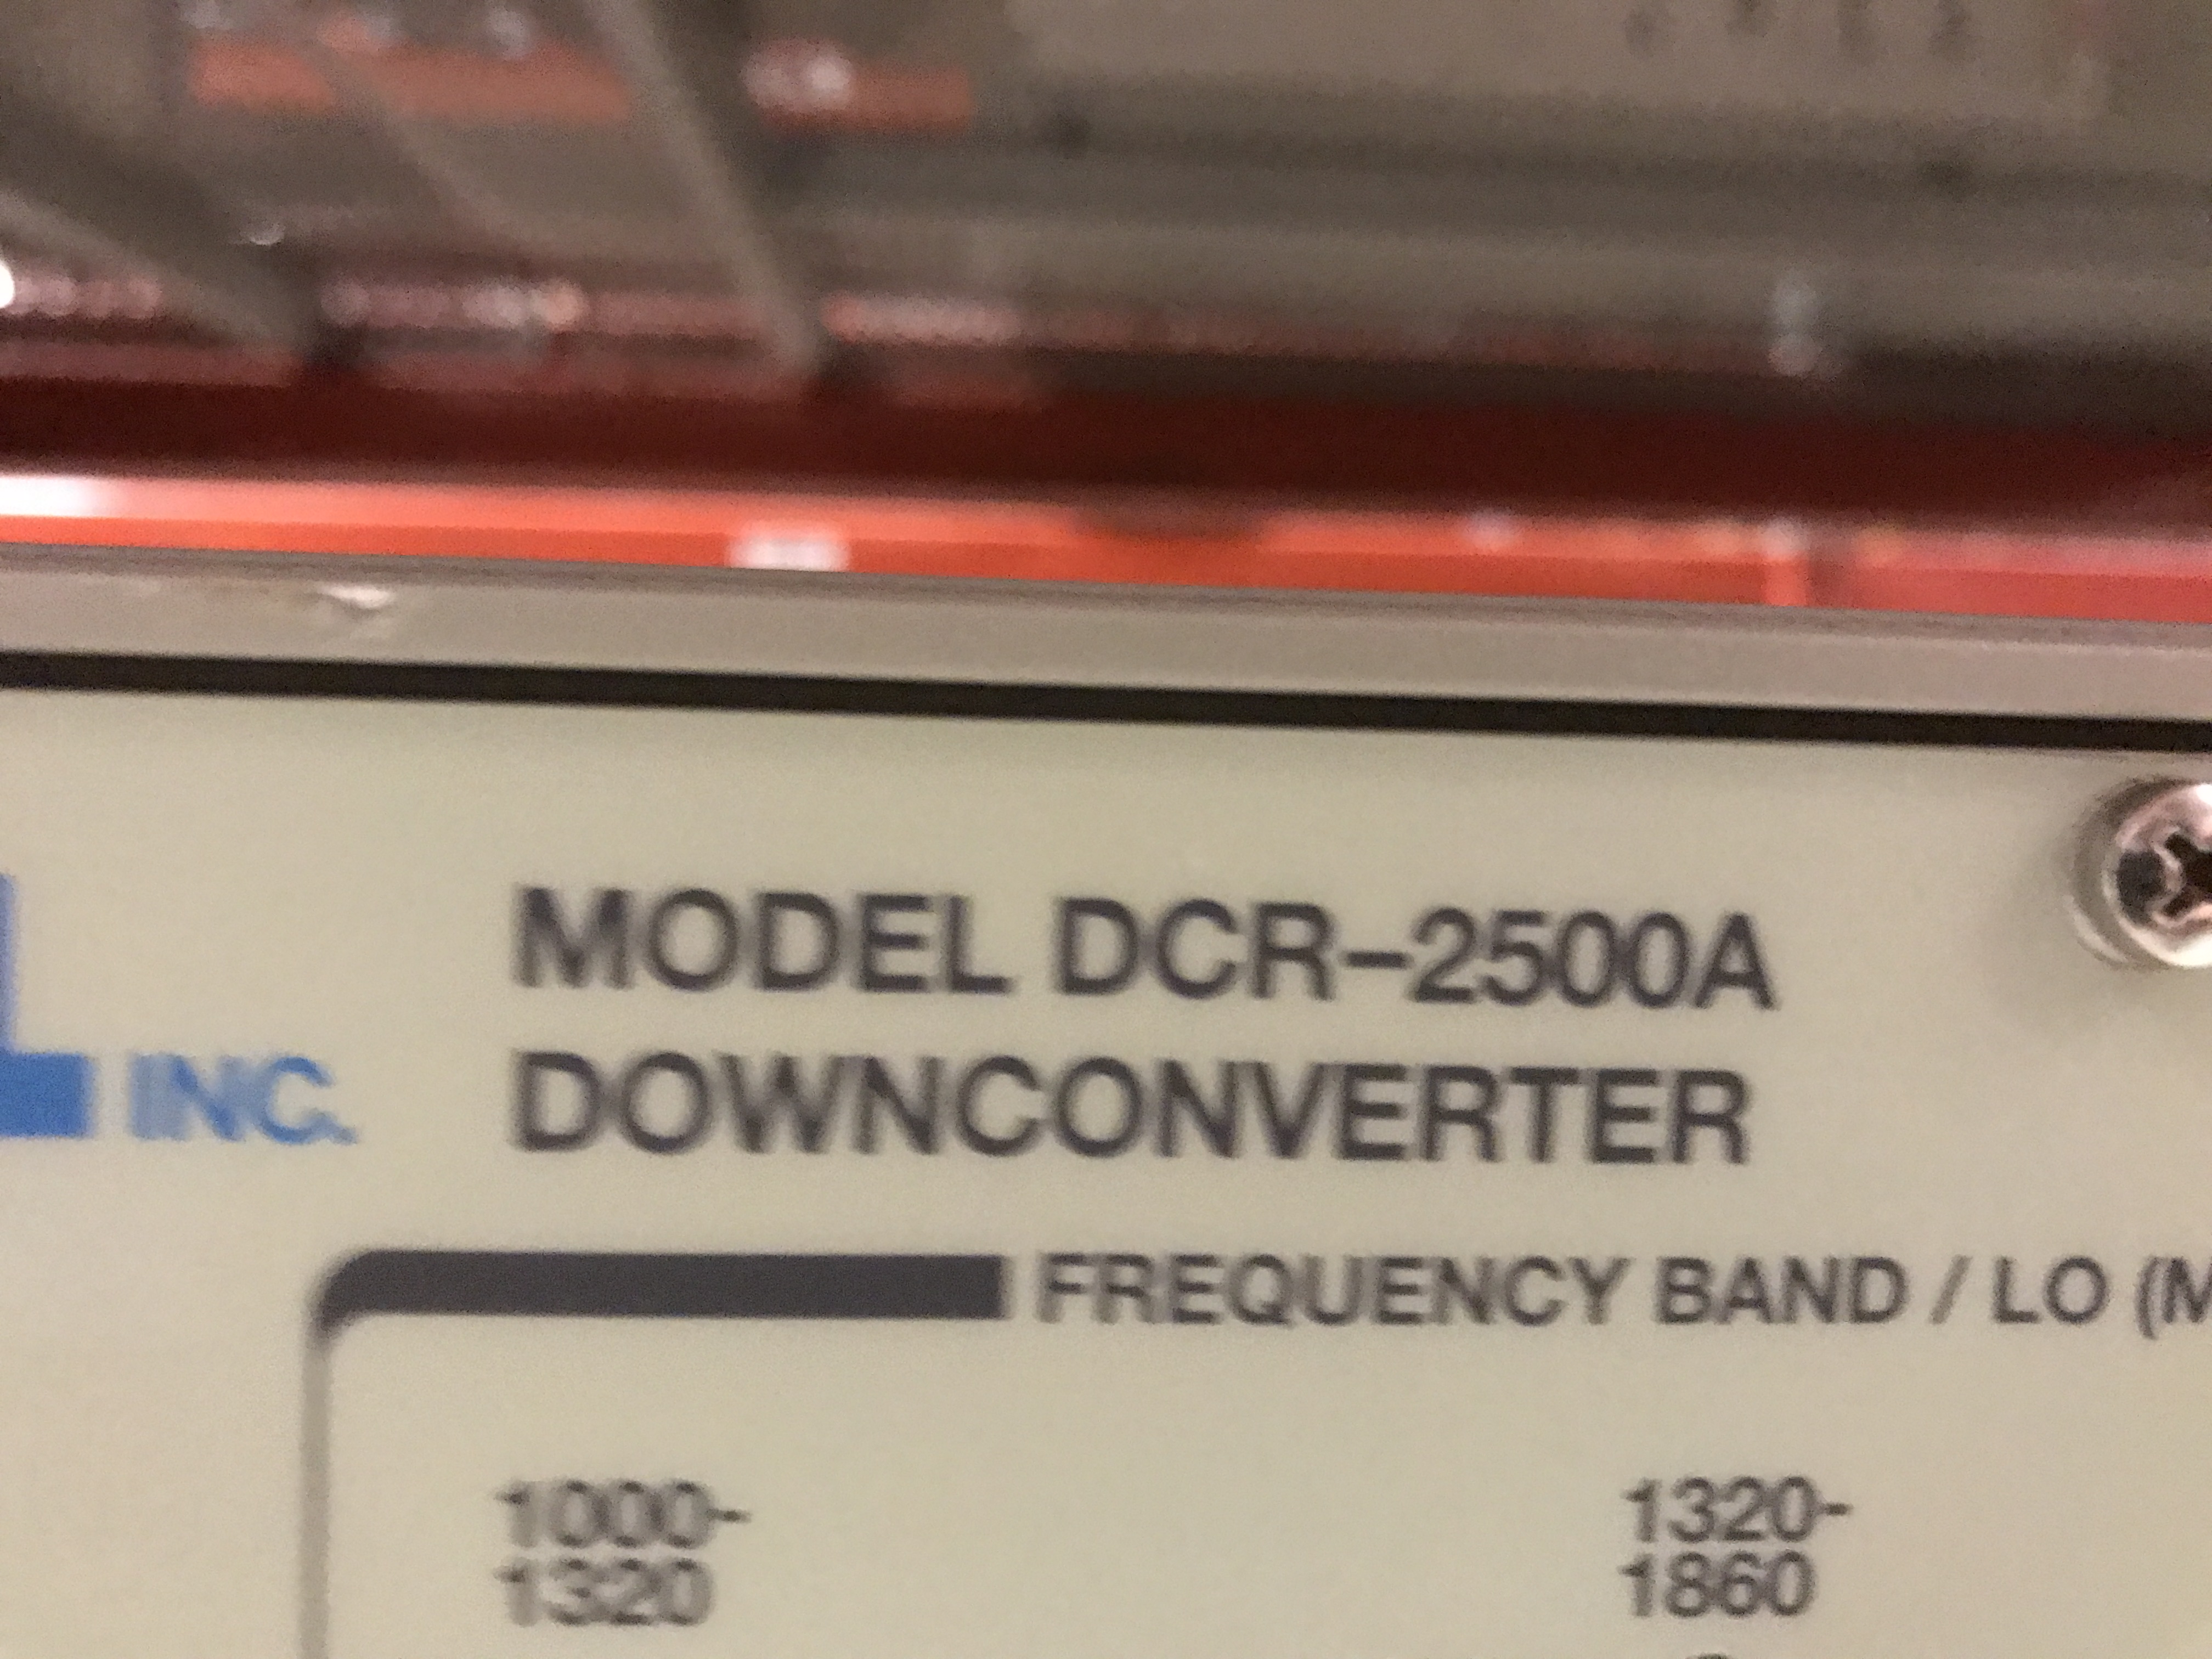 MODEL DCR–2500A
DOWNCONVERTER
L INC.
FREQUENCY BAND / LO (M
1000-
1320
1320-
1860